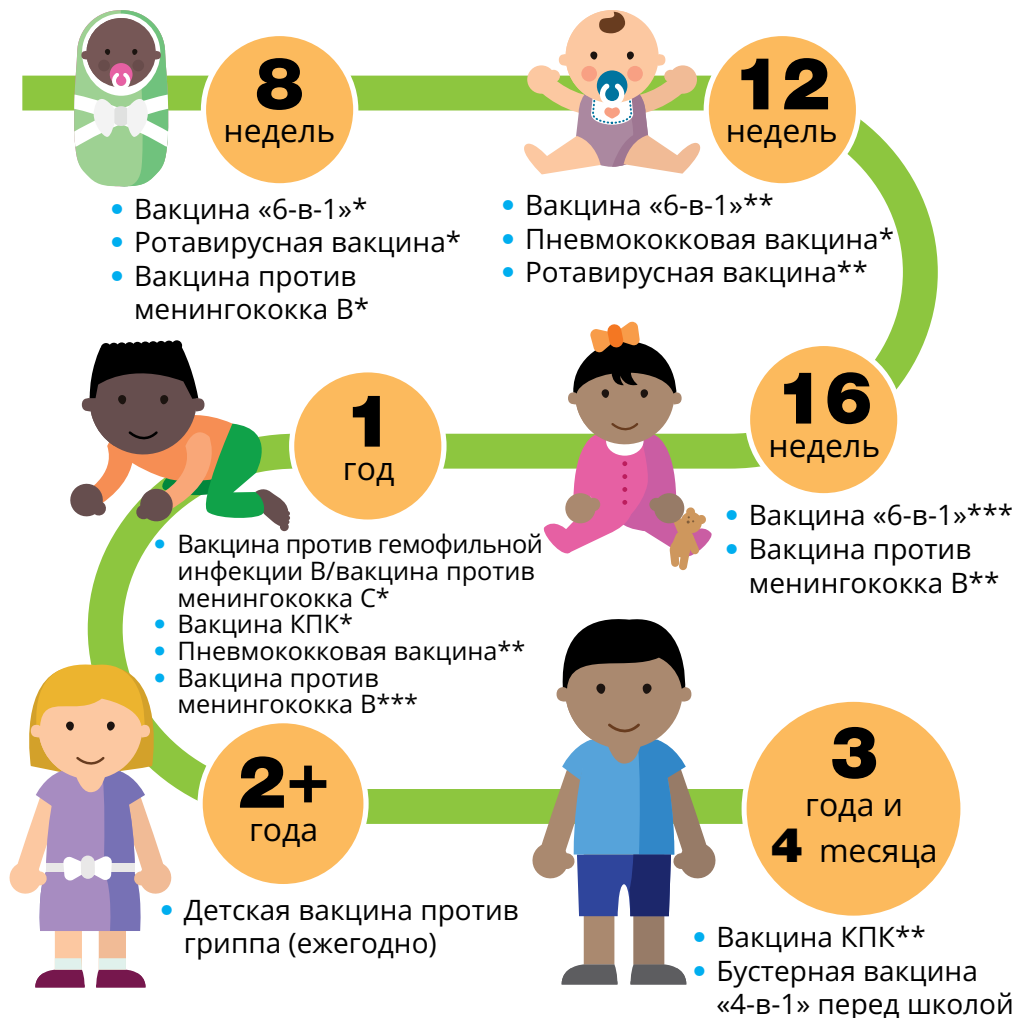 8
недель
• Вакцина «6-в-1»*
• Ротавирусная вакцина*
• Вакцина против
менингококка B*
12
недель
• Вакцина «6-в-1»**
• Пневмококковая вакцина*
• Ротавирусная вакцина**
16
недель
• Вакцина «6-в-1»***
• Вакцина против
менингококка B**
1
год
• Вакцина против гемофильной
инфекции B/вакцина против
менингококка C*
• Вакцина КПК*
• Пневмококковая вакцина**
• Вакцина против
менингококка B***
2+
года
• Детская вакцина против
гриппа (ежегодно)
3
года и
4 mесяца
• Вакцина КПК**
• Бустерная вакцина
«4-в-1» перед школой